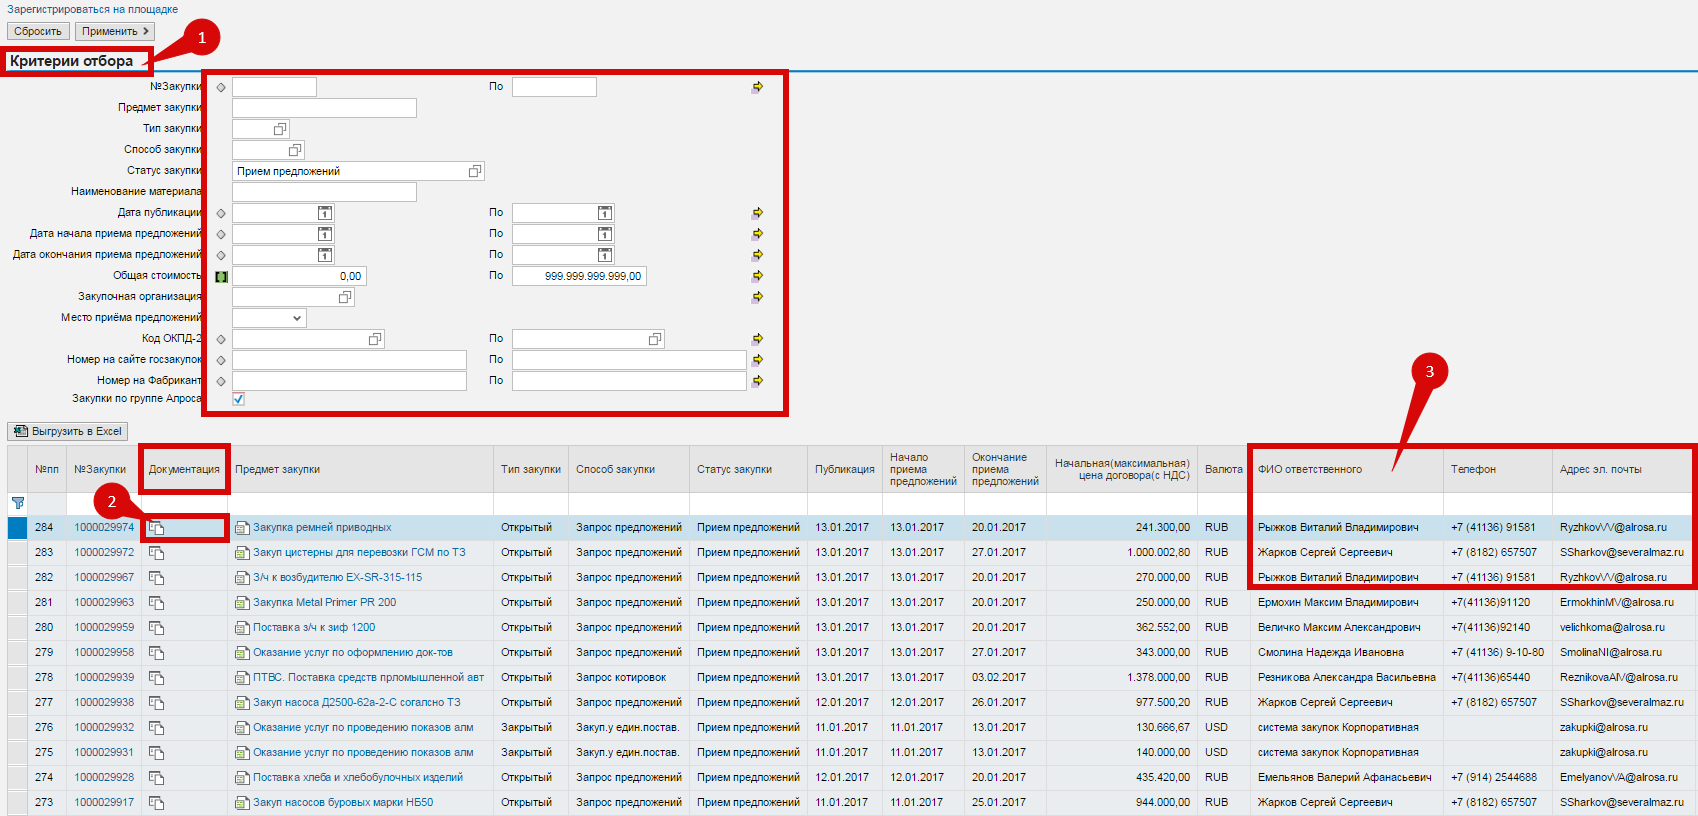 Зарегистрироваться на площадке
Сбросить Применить
1
Критерии отбора
№Закупки По
Предмет закупки
Тип закупки
Способ закупки
Статус закупки Прием предложений
Наименование материала
Дата публикации По
Дата начала приема предложений По
Дата окончания приема предложений По
Общая стоимость 0,00 По 999.999.999.999,00
Закупочная организация
Место приёма предложений
Код ОКПД-2 По
Номер на сайте госзакупок По
Номер на Фабрикант По
Закупки по группе Алроса
3
Выгрузить в Excel
№пп №Закупки Документация Предмет закупки Тип закупки Способ закупки Статус закупки Публикация Начало приема предложений Окончание приема предложений Начальная(максимальная) цена договора(с НДС) Валюта ФИО ответственного Телефон Адрес эл. почты
2
284 1000029974 Закупка ремней приводных Открытый Запрос предложений Прием предложений 13.01.2017 13.01.2017 20.01.2017 241.300,00 RUB Рыжков Виталий Владимирович +7 (41136) 91581 RyzhkovVV@alrosa.ru
283 1000029972 Закуп цистерны для перевозки ГСМ по ТЗ Открытый Запрос предложений Прием предложений 13.01.2017 13.01.2017 27.01.2017 1.000.002,80 RUB Жарков Сергей Сергеевич +7 (8182) 657507 SSharkov@severalmaz.ru
282 1000029967 З/ч к возбудителю EX-SR-315-115 Открытый Запрос предложений Прием предложений 13.01.2017 13.01.2017 20.01.2017 270.000,00 RUB Рыжков Виталий Владимирович +7 (41136) 91581 RyzhkovVV@alrosa.ru
281 1000029963 Закупка Metal Primer PR 200 Открытый Запрос предложений Прием предложений 13.01.2017 13.01.2017 20.01.2017 250.000,00 RUB Ермохин Максим Владимирович +7(41136)91120 ErmokhinMV@alrosa.ru
280 1000029959 Поставка з/ч к зиф 1200 Открытый Запрос предложений Прием предложений 13.01.2017 13.01.2017 20.01.2017 362.552,00 RUB Величко Максим Александрович +7(41136)92140 velichkoma@alrosa.ru
279 1000029958 Оказание услуг по оформлению док-тов Открытый Запрос предложений Прием предложений 13.01.2017 13.01.2017 27.01.2017 343.000,00 RUB Смолина Надежда Ивановна +7 (41136) 9-10-80 SmolinaNI@alrosa.ru
278 1000029939 ПТВС. Поставка средств прломышленной авт Открытый Запрос котировок Прием предложений 13.01.2017 13.01.2017 03.02.2017 1.378.000,00 RUB Резникова Александра Васильевна +7(41136)65440 ReznikovaAV@alrosa.ru
277 1000029938 Закуп насоса Д2500-62а-2-С согалсно ТЗ Открытый Запрос предложений Прием предложений 12.01.2017 12.01.2017 26.01.2017 977.500,20 RUB Жарков Сергей Сергеевич +7 (8182) 657507 SSharkov@severalmaz.ru
276 1000029932 Оказание услуг по проведению показов алм Закрытый Закуп.у един.постав. Прием предложений 11.01.2017 11.01.2017 13.01.2017 130.666,67 USD система закупок Корпоративная zakupki@alrosa.ru
275 1000029931 Оказание услуг по проведению показов алм Закрытый Закуп.у един.постав. Прием предложений 11.01.2017 11.01.2017 13.01.2017 140.000,00 USD система закупок Корпоративная zakupki@alrosa.ru
274 1000029928 Поставка хлеба и хлебобулочных изделий Открытый Запрос предложений Прием предложений 12.01.2017 12.01.2017 20.01.2017 435.420,00 RUB Емельянов Валерий Афанасьевич +7 (914) 2544688 EmelyanovVA@alrosa.ru
273 1000029917 Закуп насосов буровых марки НБ50 Открытый Запрос предложений Прием предложений 11.01.2017 11.01.2017 25.01.2017 944.000,00 RUB Жарков Сергей Сергеевич +7 (8182) 657507 SSharkov@severalmaz.ru